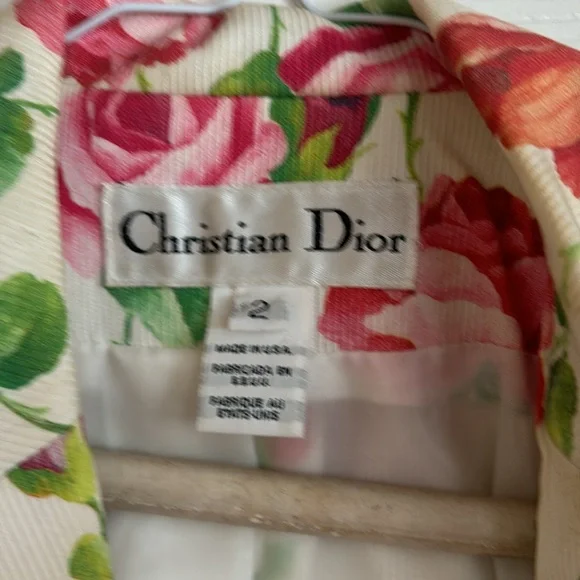 Christian Dior
2
MADE IN U.S.A.
FABRICADA EN
E.E.U.U.
FABRIQUE AU
ETATS-UNIS